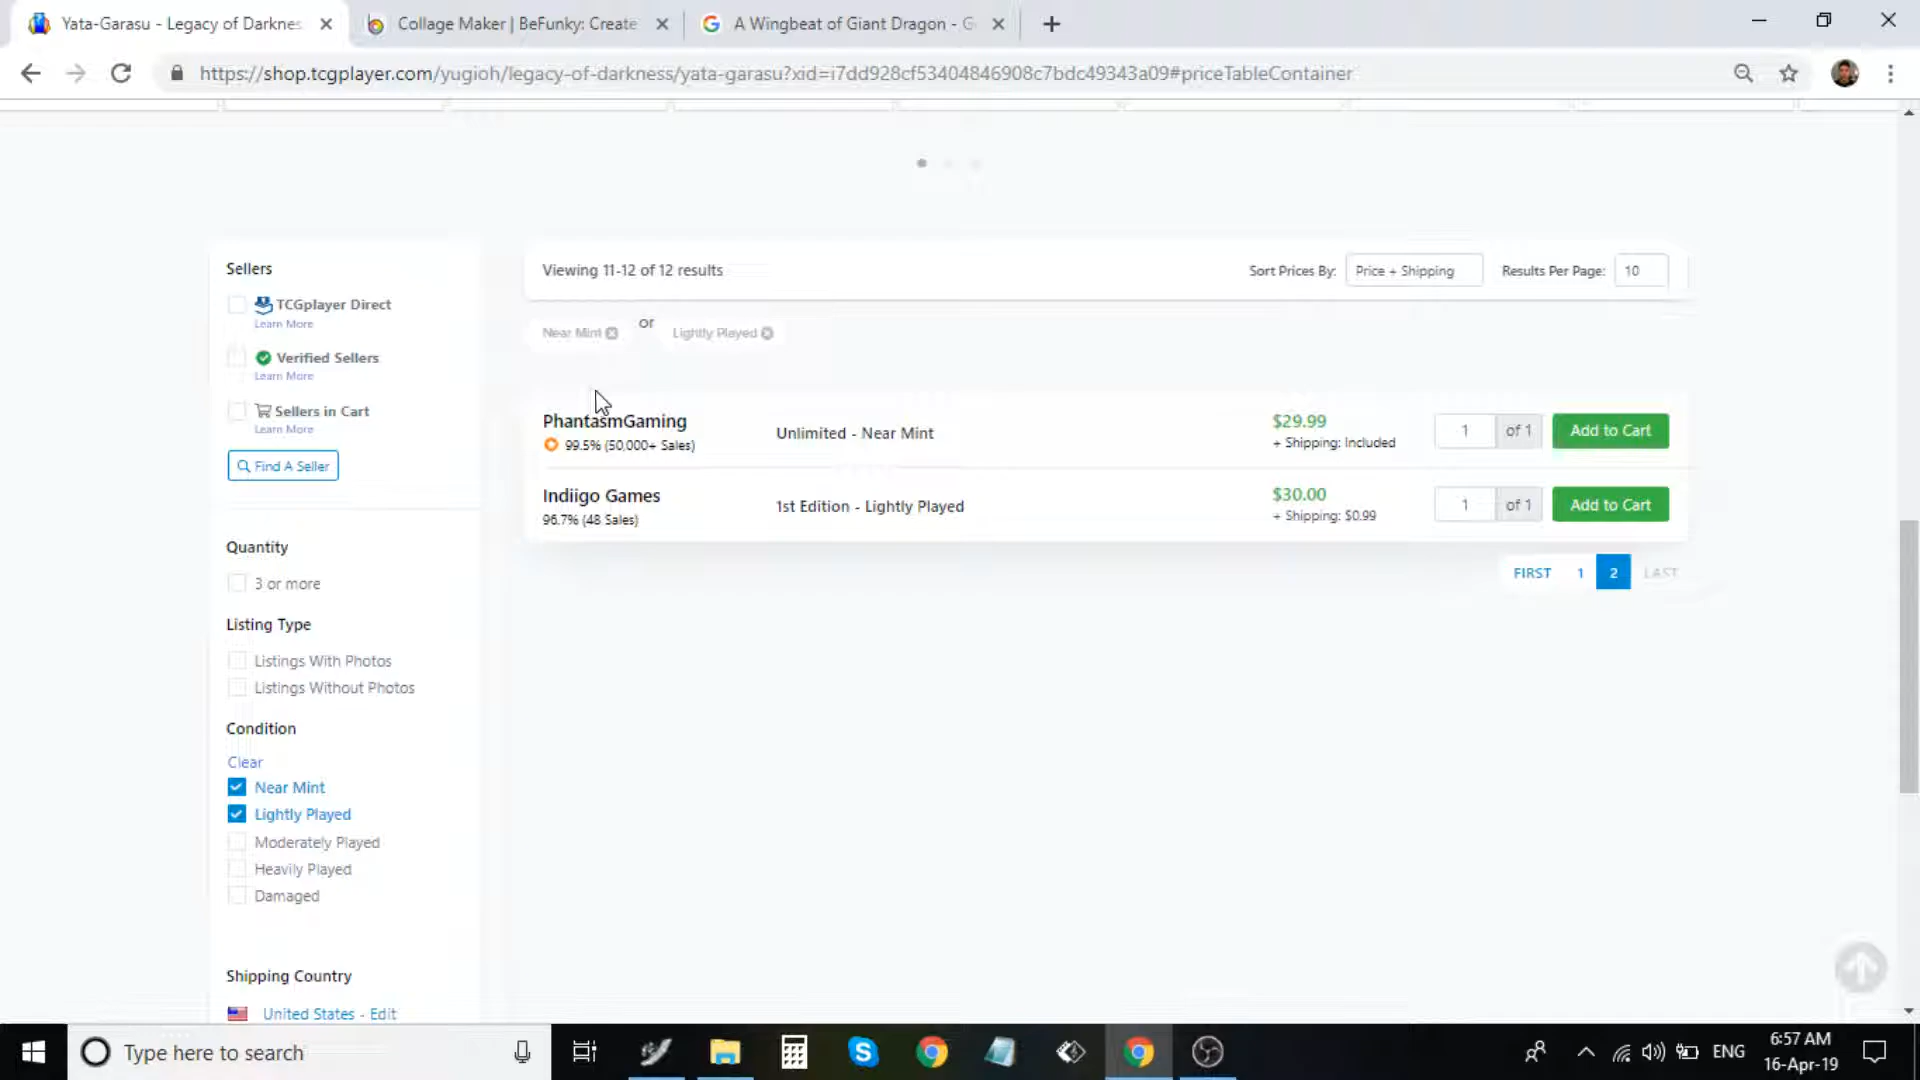 Yata-Garasu - Legacy of Darknes
Collage Maker | BeFunky: Create
A Wingbeat of Giant Dragon - G
https://shop.tcgplayer.com/yugioh/legacy-of-darkness/yata-garasu?xid=i7dd928cf53404846908c7bdc49343a09#priceTableContainer
Sellers
TCGplayer Direct
Learn More
Verified Sellers
Learn More
Sellers in Cart
Learn More
Find A Seller
Quantity
3 or more
Listing Type
Listings With Photos
Listings Without Photos
Condition
Clear
Near Mint
Lightly Played
Moderately Played
Heavily Played
Damaged
Shipping Country
United States - Edit
Viewing 11-12 of 12 results
Sort Prices By: Price + Shipping Results Per Page: 10
Near Mint or Lightly Played
PhantasmGaming
99.5% (50,000+ Sales)
Unlimited - Near Mint
$29.99
+ Shipping: Included
1 of 1 Add to Cart
Indiigo Games
96.7% (48 Sales)
1st Edition - Lightly Played
$30.00
+ Shipping: $0.99
1 of 1 Add to Cart
FIRST 1 2 LAST
Type here to search
ENG
6:57 AM
16-Apr-19